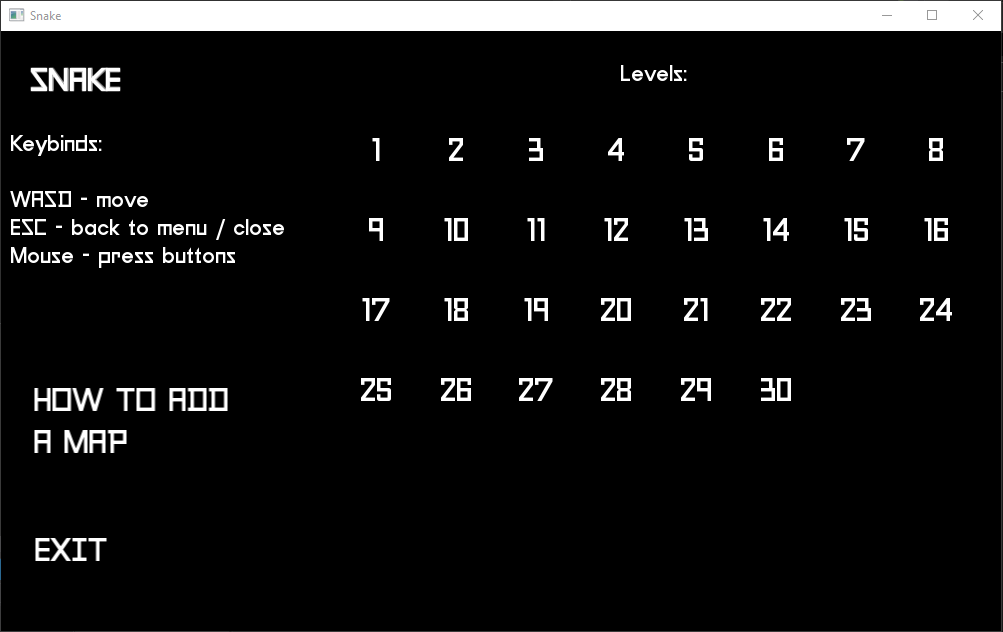 Snake
SNAKE
Keybinds:
WASD - move
ESC - back to menu / close
Mouse - press buttons
HOW TO ADD
A MAP
EXIT
Levels:
1 2 3 4 5 6 7 8
9 10 11 12 13 14 15 16
17 18 19 20 21 22 23 24
25 26 27 28 29 30